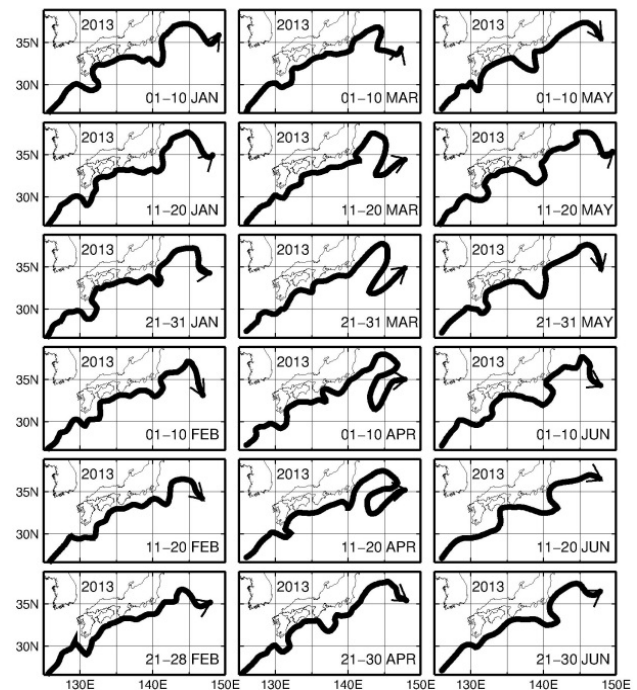 2013
01–10 JAN
2013
01–10 MAR
2013
01–10 MAY
35N
30N
2013
11–20 JAN
2013
11–20 MAR
2013
11–20 MAY
35N
30N
2013
21–31 JAN
2013
21–31 MAR
2013
21–31 MAY
35N
30N
2013
01–10 FEB
2013
01–10 APR
2013
01–10 JUN
35N
30N
2013
11–20 FEB
2013
11–20 APR
2013
11–20 JUN
35N
30N
2013
21–28 FEB
2013
21–30 APR
2013
21–30 JUN
35N
30N
130E 140E 150E 130E 140E 150E 130E 140E 150E